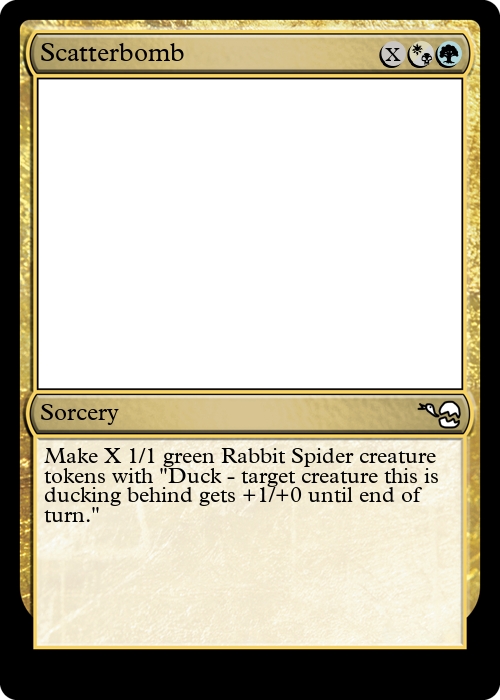 Scatterbomb X
Sorcery
Make X 1/1 green Rabbit Spider creature
tokens with "Duck - target creature this is
ducking behind gets +1/+0 until end of
turn."